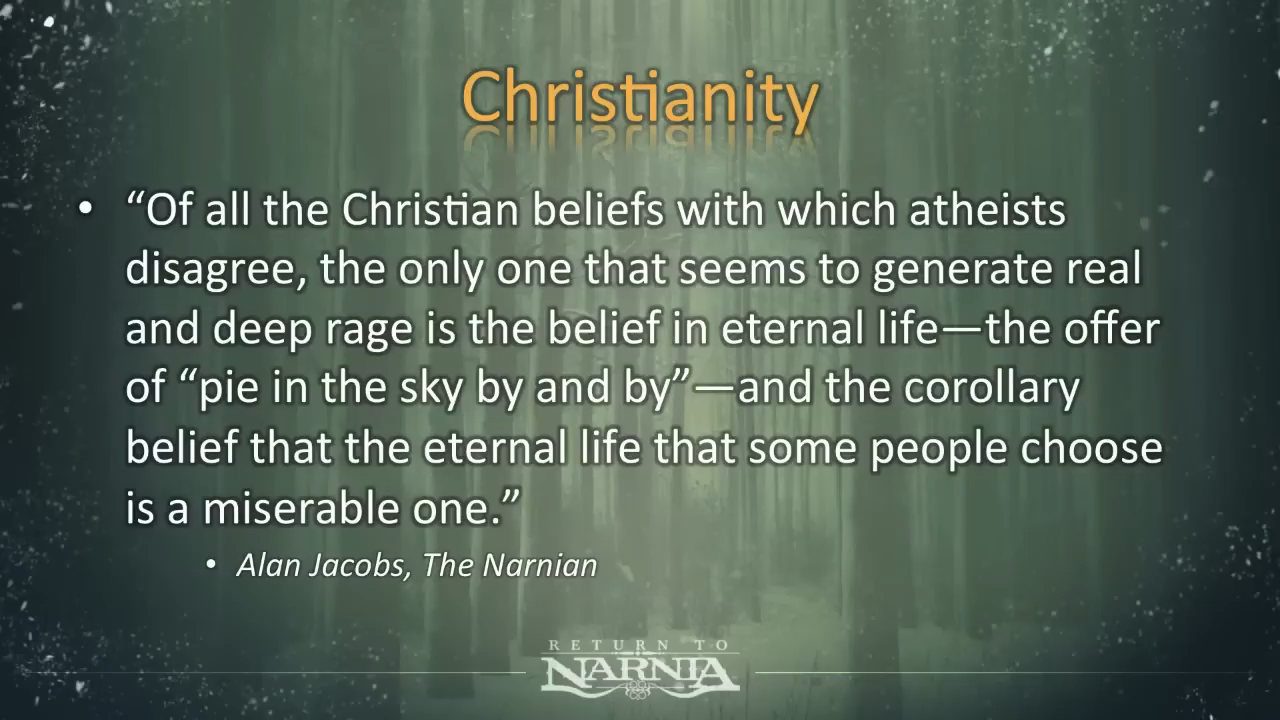 Christianity
• “Of all the Christian beliefs with which atheists
disagree, the only one that seems to generate real
and deep rage is the belief in eternal life—the offer
of “pie in the sky by and by”—and the corollary
belief that the eternal life that some people choose
is a miserable one.”
• Alan Jacobs, The Narnian
RETURN TO
NARNIA